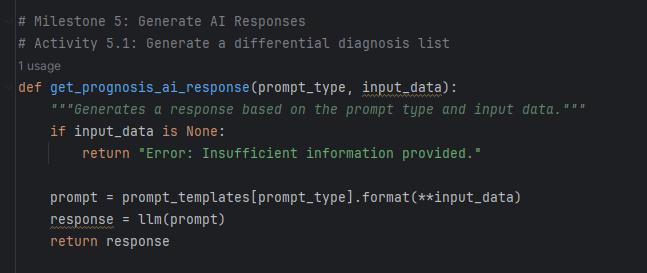 # Milestone 5: Generate AI Responses
# Activity 5.1: Generate a differential diagnosis list
1 usage
def get_prognosis_ai_response(prompt_type, input_data):
    """Generates a response based on the prompt type and input data."""
    if input_data is None:
        return "Error: Insufficient information provided."
    prompt = prompt_templates[prompt_type].format(**input_data)
    response = llm(prompt)
    return response